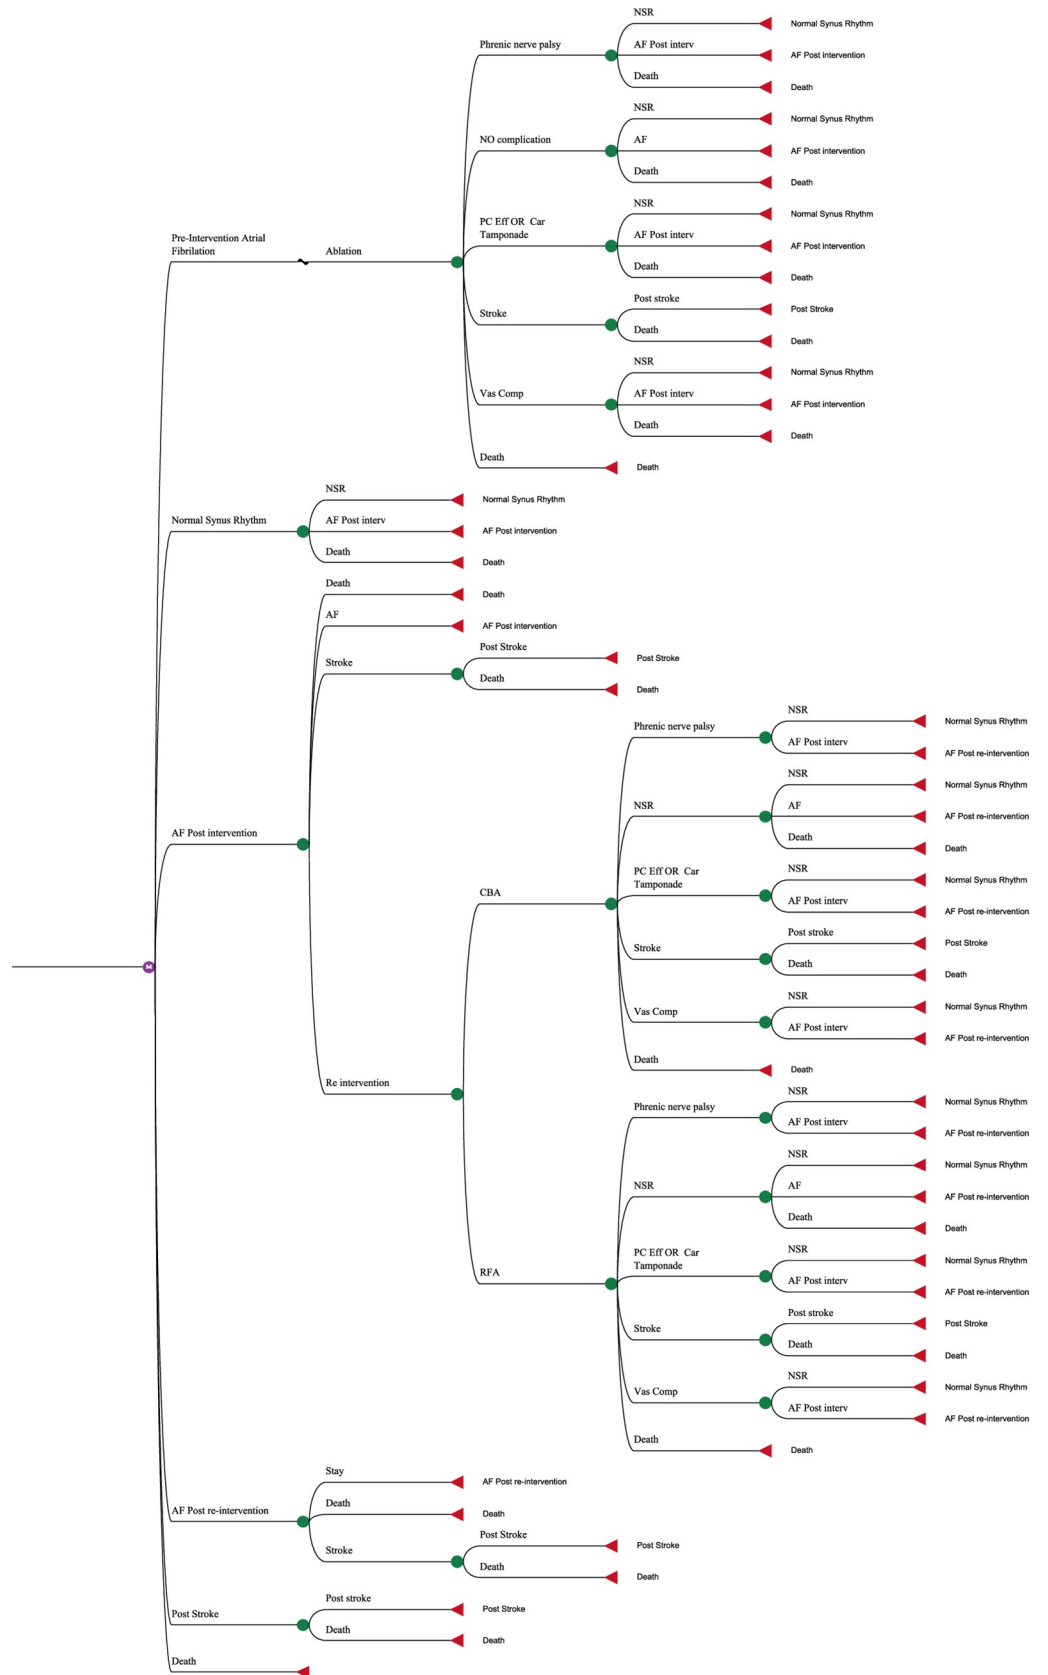 NSR
Normal Synus Rhythm
Phrenic nerve palsy
AF Post interv
AF Post intervention
Death
Death
NSR
Normal Synus Rhythm
NO complication
AF
AF Post intervention
Death
Death
NSR
Normal Synus Rhythm
PC Eff OR Car
Tamponade
AF Post interv
AF Post intervention
Pre-Intervention Atrial
Fibrilation
Ablation
Death
Death
Post stroke
Post Stroke
Stroke
Death
Death
NSR
Normal Synus Rhythm
Vas Comp
AF Post interv
AF Post intervention
Death
Death
Death
Death
NSR
Normal Synus Rhythm
Normal Synus Rhythm
AF Post interv
AF Post intervention
Death
Death
Death
Death
AF
AF Post intervention
Stroke
Post Stroke
Post Stroke
Death
Death
AF Post intervention
Phrenic nerve palsy
NSR
Normal Synus Rhythm
AF Post interv
AF Post re-intervention
NSR
NSR
Normal Synus Rhythm
AF
AF Post re-intervention
Death
Death
CBA
PC Eff OR Car
Tamponade
NSR
Normal Synus Rhythm
AF Post interv
AF Post re-intervention
Stroke
Post stroke
Post Stroke
Death
Death
M
Vas Comp
NSR
Normal Synus Rhythm
AF Post interv
AF Post re-intervention
Death
Death
Re intervention
Phrenic nerve palsy
NSR
Normal Synus Rhythm
AF Post interv
AF Post re-intervention
NSR
NSR
Normal Synus Rhythm
AF
AF Post re-intervention
Death
Death
RFA
PC Eff OR Car
Tamponade
NSR
Normal Synus Rhythm
AF Post interv
AF Post re-intervention
Stroke
Post stroke
Post Stroke
Death
Death
Vas Comp
NSR
Normal Synus Rhythm
AF Post interv
AF Post re-intervention
Death
Death
Stay
AF Post re-intervention
AF Post re-intervention
Death
Death
Stroke
Post Stroke
Post Stroke
Death
Death
Post Stroke
Post stroke
Post Stroke
Death
Death
Death